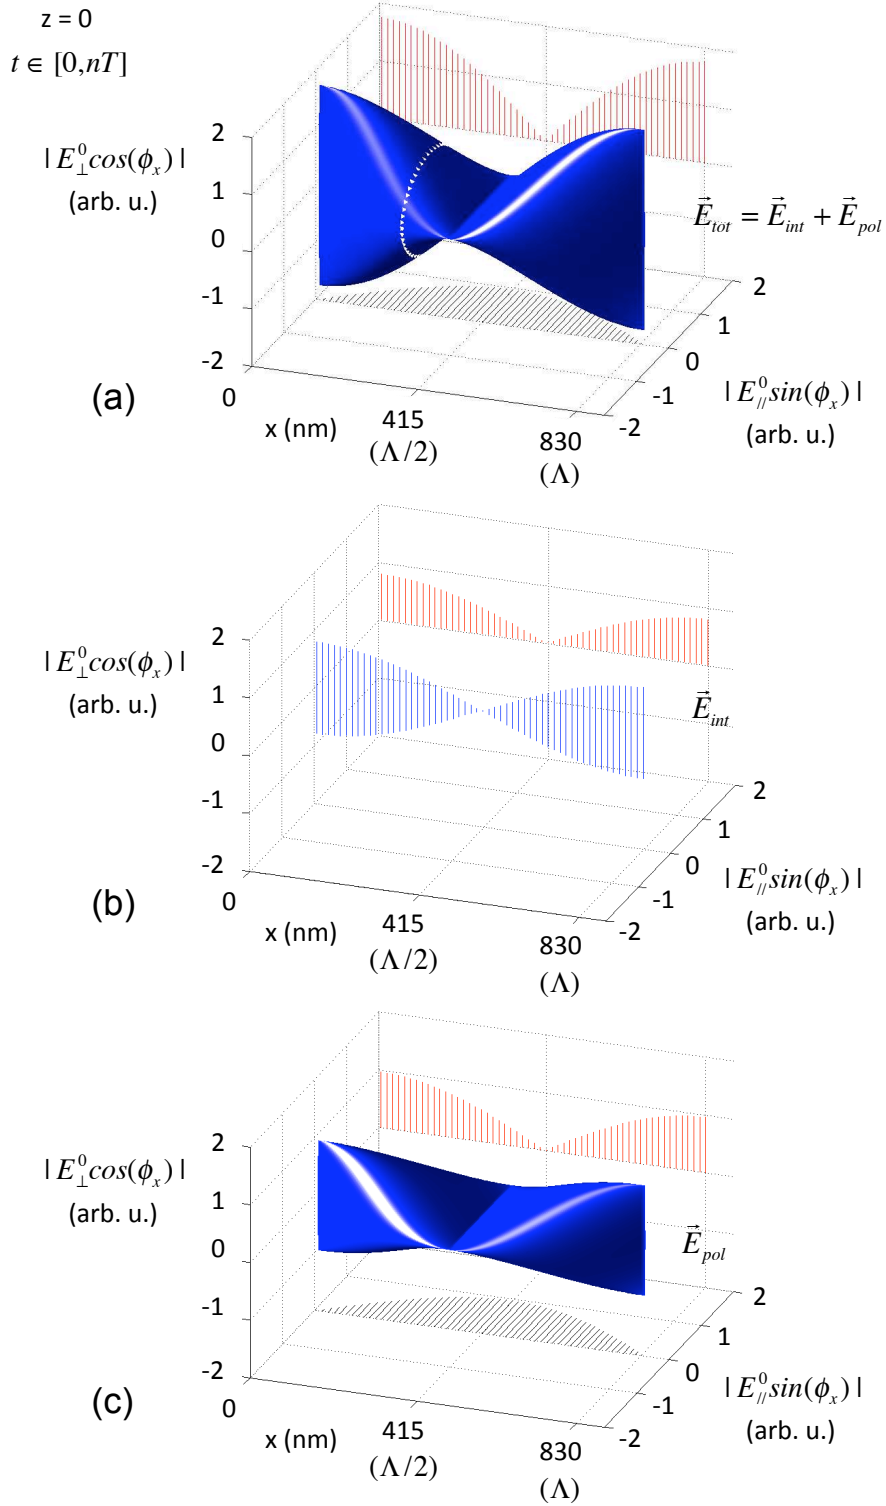 z = 0
t ∈ [0,nT]
| E⊥⁰cos(ϕₓ) |
(arb. u.)
2
1
0
-1
-2
E⃗tot = E⃗int + E⃗pol
2
1
0
-1
-2
| E//⁰sin(ϕₓ) |
(arb. u.)
(a)
0
x (nm)
415
(Λ/2)
830
(Λ)
| E⊥⁰cos(ϕₓ) |
(arb. u.)
2
1
0
-1
-2
E⃗int
2
1
0
-1
-2
| E//⁰sin(ϕₓ) |
(arb. u.)
(b)
0
x (nm)
415
(Λ/2)
830
(Λ)
| E⊥⁰cos(ϕₓ) |
(arb. u.)
2
1
0
-1
-2
E⃗pol
2
1
0
-1
-2
| E//⁰sin(ϕₓ) |
(arb. u.)
(c)
0
x (nm)
415
(Λ/2)
830
(Λ)